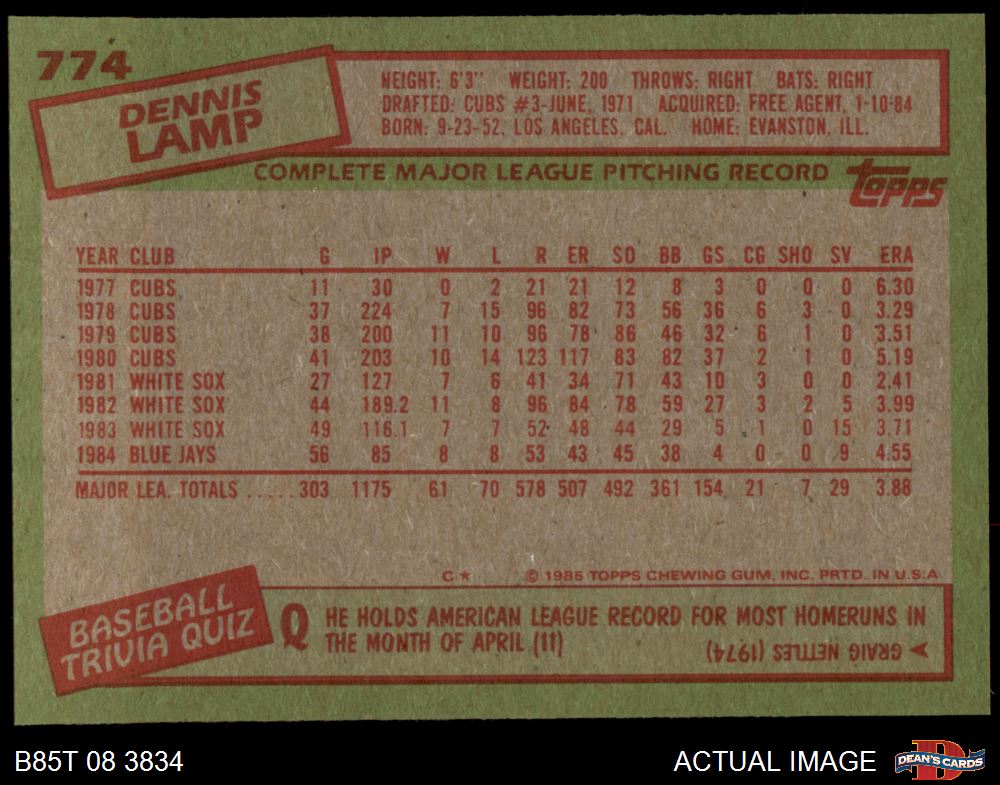 774
DENNIS
LAMP
HEIGHT: 6'3" WEIGHT: 200 THROWS: RIGHT BATS: RIGHT
DRAFTED: CUBS #3-JUNE, 1971 ACQUIRED: FREE AGENT, 1-10-84
BORN: 9-23-52, LOS ANGELES, CAL. HOME: EVANSTON, ILL.
COMPLETE MAJOR LEAGUE PITCHING RECORD
Topps
YEAR CLUB G IP W L R ER SO BB GS CG SHO SV ERA
1977 CUBS 11 30 0 2 21 21 12 8 3 0 0 0 6.30
1978 CUBS 37 224 7 15 96 82 73 56 36 6 3 0 3.29
1979 CUBS 38 200 11 10 96 78 86 46 32 6 1 0 3.51
1980 CUBS 41 203 10 14 123 117 83 82 37 2 1 0 5.19
1981 WHITE SOX 27 127 7 6 41 34 71 43 10 3 0 0 2.41
1982 WHITE SOX 44 189.2 11 8 96 84 78 59 27 3 2 5 3.99
1983 WHITE SOX 49 116.1 7 7 52 48 44 29 5 1 0 15 3.71
1984 BLUE JAYS 56 85 8 8 53 43 45 38 4 0 0 9 4.55
MAJOR LEA. TOTALS ..... 303 1175 61 70 578 507 492 361 154 21 7 29 3.88
C★ © 1985 TOPPS CHEWING GUM, INC. PRTD. IN U.S.A
BASEBALL
TRIVIA QUIZ
Q HE HOLDS AMERICAN LEAGUE RECORD FOR MOST HOMERUNS IN
THE MONTH OF APRIL (11)
GRAIG NETTLES (1974)
B85T 08 3834
ACTUAL IMAGE
D
DEAN'S CARDS